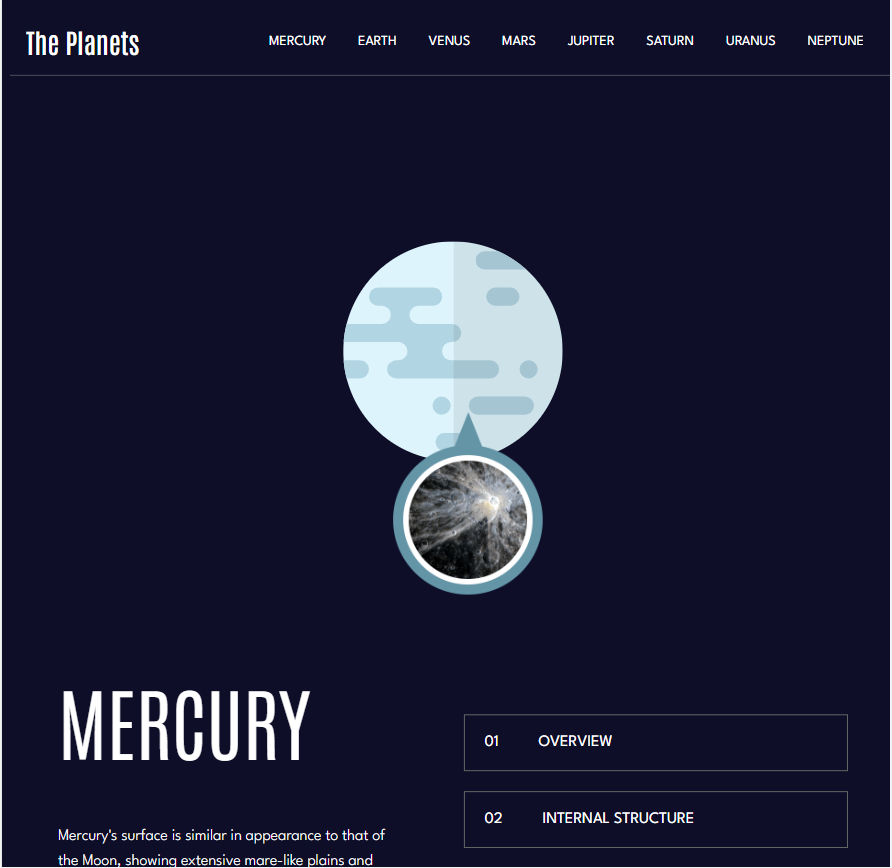 The Planets
MERCURY EARTH VENUS MARS JUPITER SATURN URANUS NEPTUNE
MERCURY
Mercury's surface is similar in appearance to that of
the Moon, showing extensive mare-like plains and
01 OVERVIEW
02 INTERNAL STRUCTURE